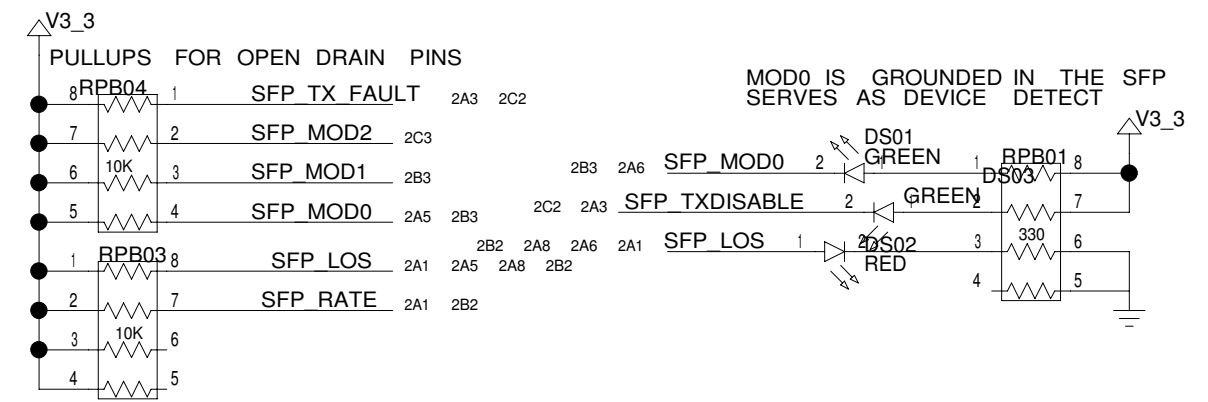 V3_3
PULLUPS FOR OPEN DRAIN PINS
RPB04
8 1 SFP_TX_FAULT 2A3 2C2
7 2 SFP_MOD2 2C3
6 10K 3 SFP_MOD1 2B3
5 4 SFP_MOD0 2A5 2B3
RPB03
1 8 SFP_LOS 2A1 2A5 2A8 2B2
2 7 SFP_RATE 2A1 2B2
3 10K 6
4 5
MOD0 IS GROUNDED IN THE SFP
SERVES AS DEVICE DETECT
V3_3
DS01
GREEN
2B3 2A6 SFP_MOD0 2 1 1 RPB01 8
DS03
GREEN
2C2 2A3 SFP_TXDISABLE 2 1 2 7
330
2B2 2A8 2A6 2A1 SFP_LOS 1 2 3 6
DS02
RED
4 5